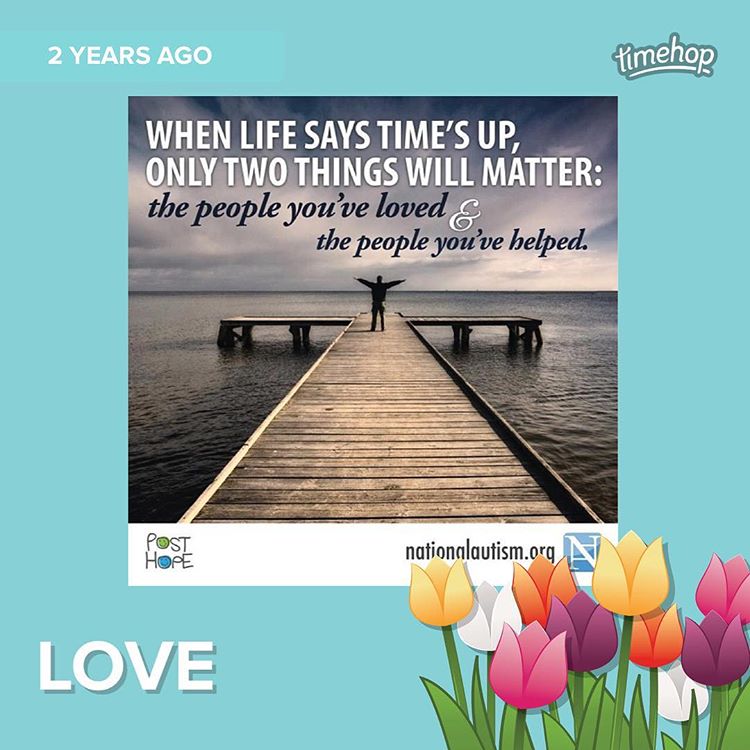 2 YEARS AGO
timehop
WHEN LIFE SAYS TIME'S UP,
ONLY TWO THINGS WILL MATTER:
the people you've loved &
the people you've helped.
POST
HOPE
nationalautism.org
N
LOVE